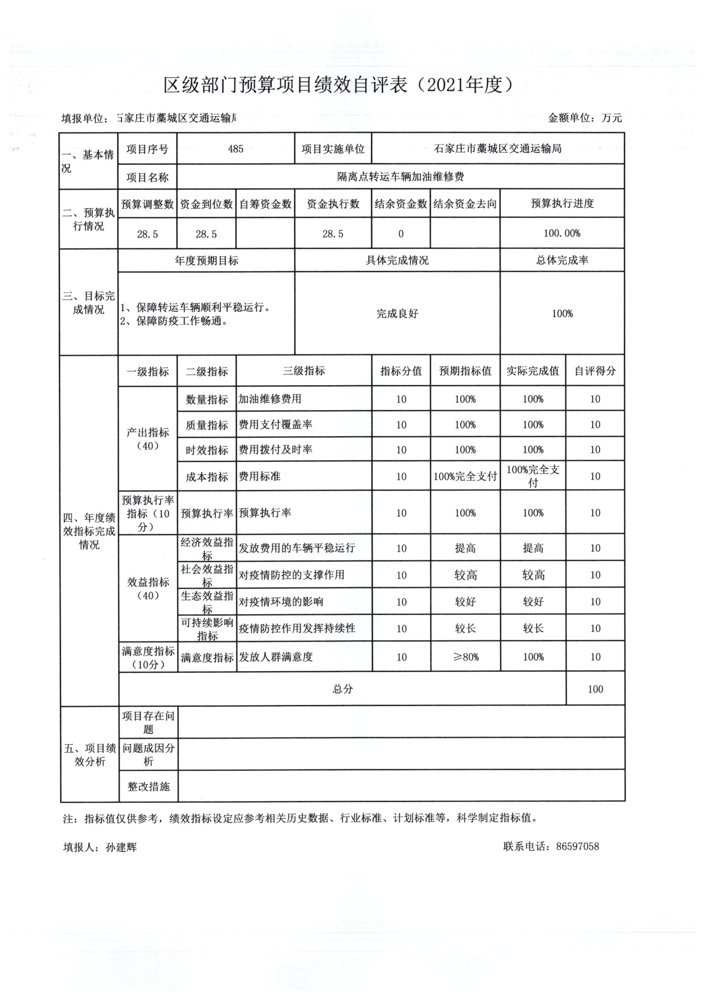 区级部门预算项目绩效自评表（2021年度）
填报单位： 石家庄市藁城区交通运输局 金额单位：万元
一、基本情况 项目序号 485 项目实施单位 石家庄市藁城区交通运输局
项目名称 隔离点转运车辆加油维修费
二、预算执行情况 预算调整数 资金到位数 自筹资金数 资金执行数 结余资金数 结余资金去向 预算执行进度
28.5 28.5 28.5 0 100.00%
三、目标完成情况 年度预期目标 具体完成情况 总体完成率
1、保障转运车辆顺利平稳运行。
2、保障防疫工作畅通。
完成良好 100%
四、年度绩效指标完成情况 一级指标 二级指标 三级指标 指标分值 预期指标值 实际完成值 自评得分
产出指标（40） 数量指标 加油维修费用 10 100% 100% 10
质量指标 费用支付覆盖率 10 100% 100% 10
时效指标 费用拨付及时率 10 100% 100% 10
成本指标 费用标准 10 100%完全支付 100%完全支付 10
预算执行率指标（10分） 预算执行率 预算执行率 10 100% 100% 10
效益指标（40） 经济效益指标 发放费用的车辆平稳运行 10 提高 提高 10
社会效益指标 对疫情防控的支撑作用 10 较高 较高 10
生态效益指标 对疫情环境的影响 10 较好 较好 10
可持续影响指标 疫情防控作用发挥持续性 10 较长 较长 10
满意度指标（10分） 满意度指标 发放人群满意度 10 ≥80% 100% 10
总分 100
五、项目绩效分析 项目存在问题
问题成因分析
整改措施
注：指标值仅供参考，绩效指标设定应参考相关历史数据、行业标准、计划标准等，科学制定指标值。
填报人：孙建辉 联系电话：86597058